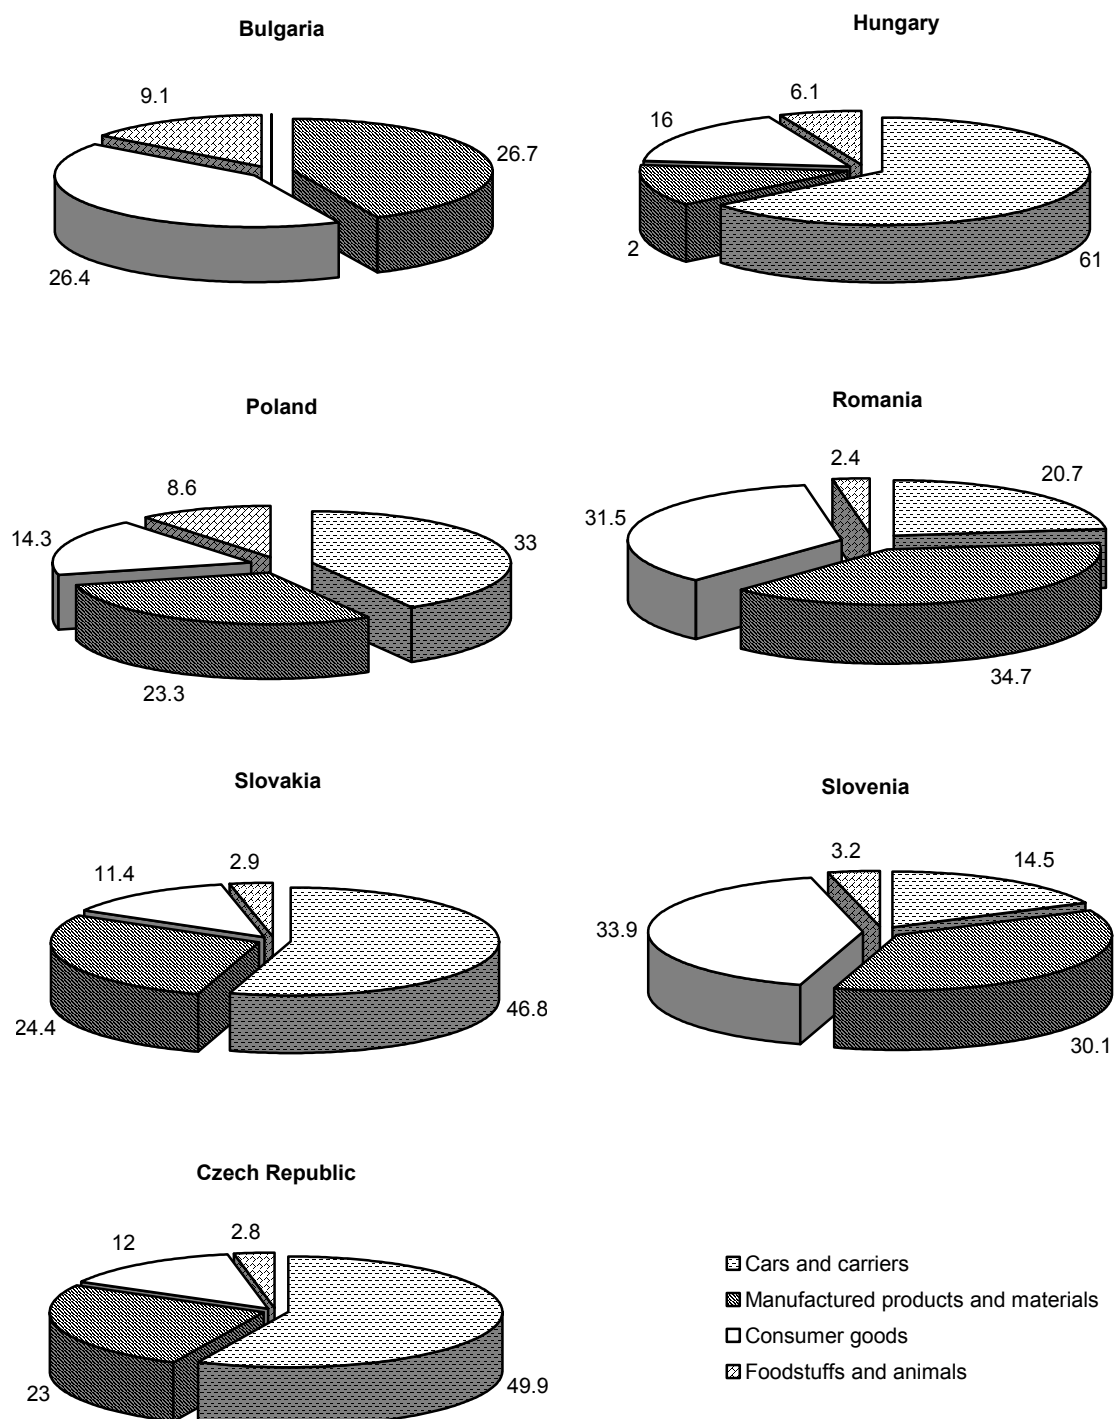 Bulgaria
9.1
26.7
26.4
Hungary
6.1
16
2
61
Poland
8.6
14.3
33
23.3
Romania
2.4
20.7
31.5
34.7
Slovakia
2.9
11.4
24.4
46.8
Slovenia
3.2
14.5
33.9
30.1
Czech Republic
2.8
12
23
49.9
Cars and carriers
Manufactured products and materials
Consumer goods
Foodstuffs and animals